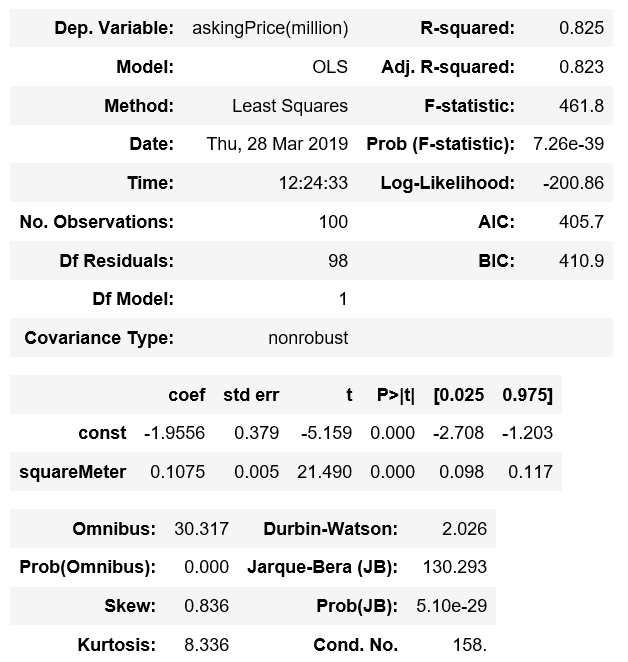 Dep. Variable: askingPrice(million) R-squared: 0.825
Model: OLS Adj. R-squared: 0.823
Method: Least Squares F-statistic: 461.8
Date: Thu, 28 Mar 2019 Prob (F-statistic): 7.26e-39
Time: 12:24:33 Log-Likelihood: -200.86
No. Observations: 100 AIC: 405.7
Df Residuals: 98 BIC: 410.9
Df Model: 1
Covariance Type: nonrobust
coef std err t P>|t| [0.025 0.975]
const -1.9556 0.379 -5.159 0.000 -2.708 -1.203
squareMeter 0.1075 0.005 21.490 0.000 0.098 0.117
Omnibus: 30.317 Durbin-Watson: 2.026
Prob(Omnibus): 0.000 Jarque-Bera (JB): 130.293
Skew: 0.836 Prob(JB): 5.10e-29
Kurtosis: 8.336 Cond. No. 158.